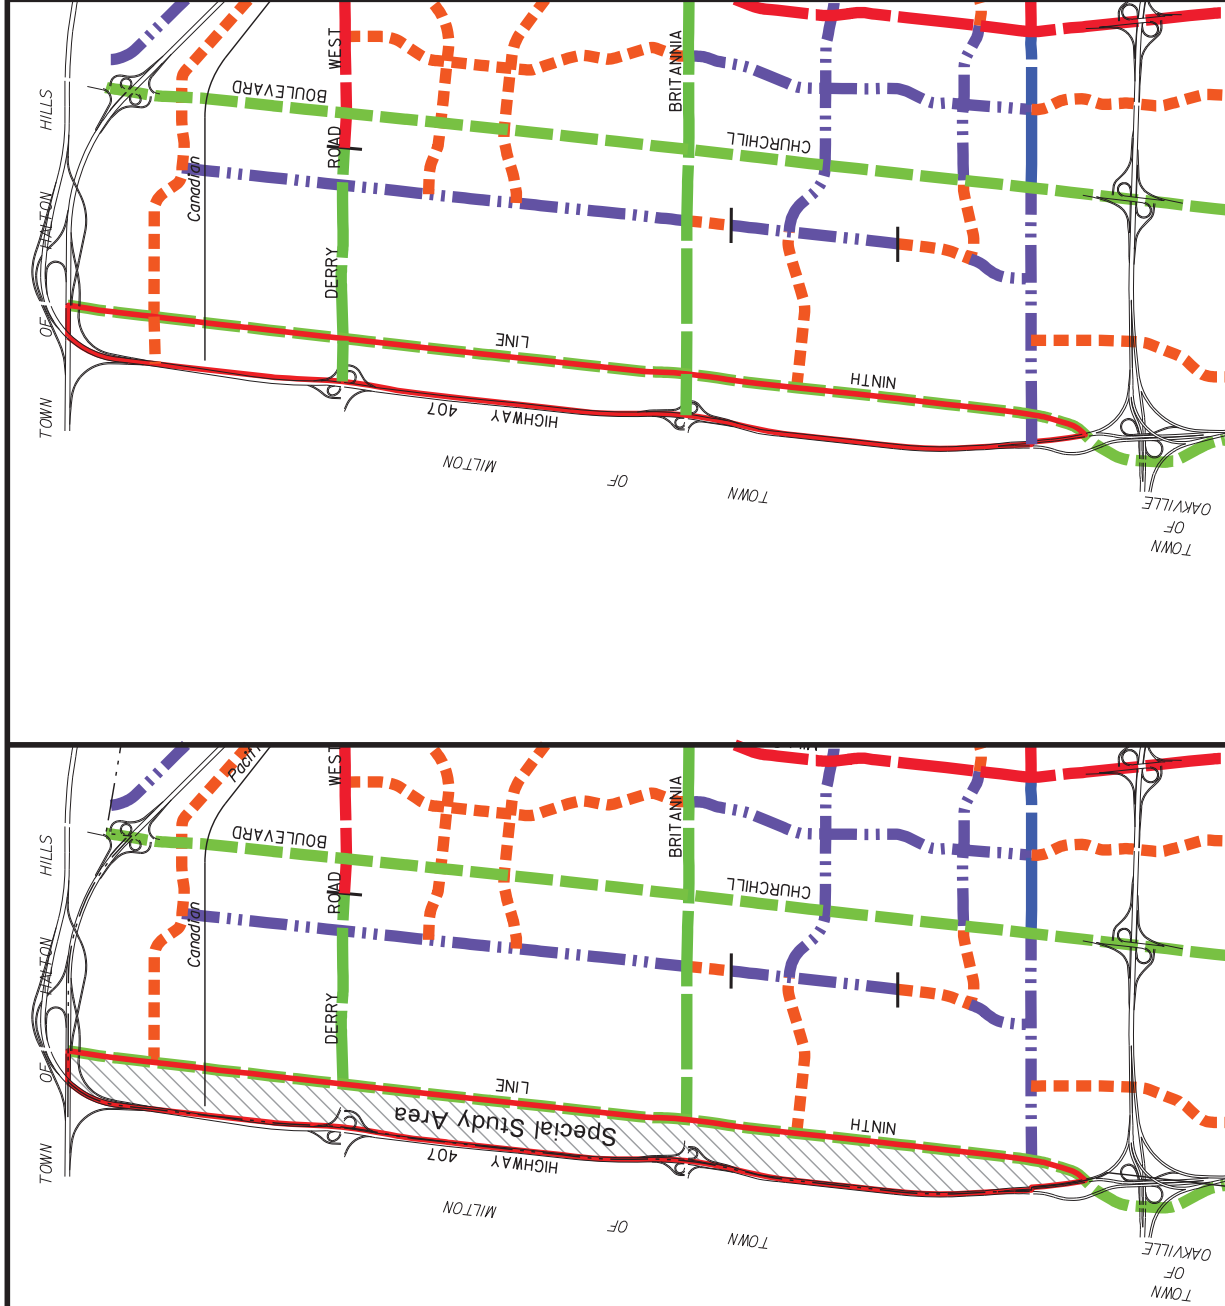 HILLS
HALTON
OF
TOWN
Canadian
BOULEVARD
WEST
ROAD
DERRY
BRITANNIA
CHURCHILL
LINE
NINTH
HIGHWAY
407
MILTON
OF
TOWN
OAKVILLE
OF
TOWN
HILLS
HALTON
OF
TOWN
Canadian
BOULEVARD
WEST
ROAD
DERRY
BRITANNIA
CHURCHILL
LINE
NINTH
Special Study Area
HIGHWAY
407
MILTON
OF
TOWN
OAKVILLE
OF
TOWN